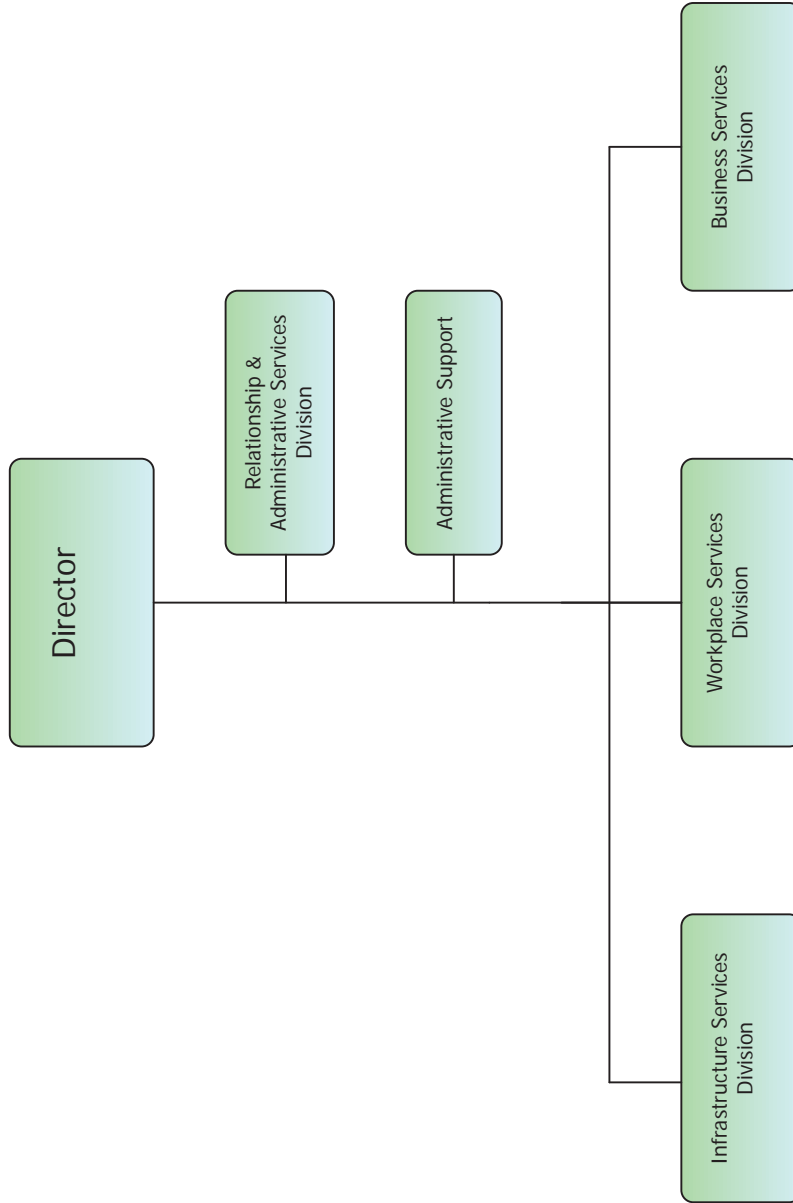 Director
Relationship &
Administrative Services
Division
Administrative Support
Infrastructure Services
Division
Workplace Services
Division
Business Services
Division